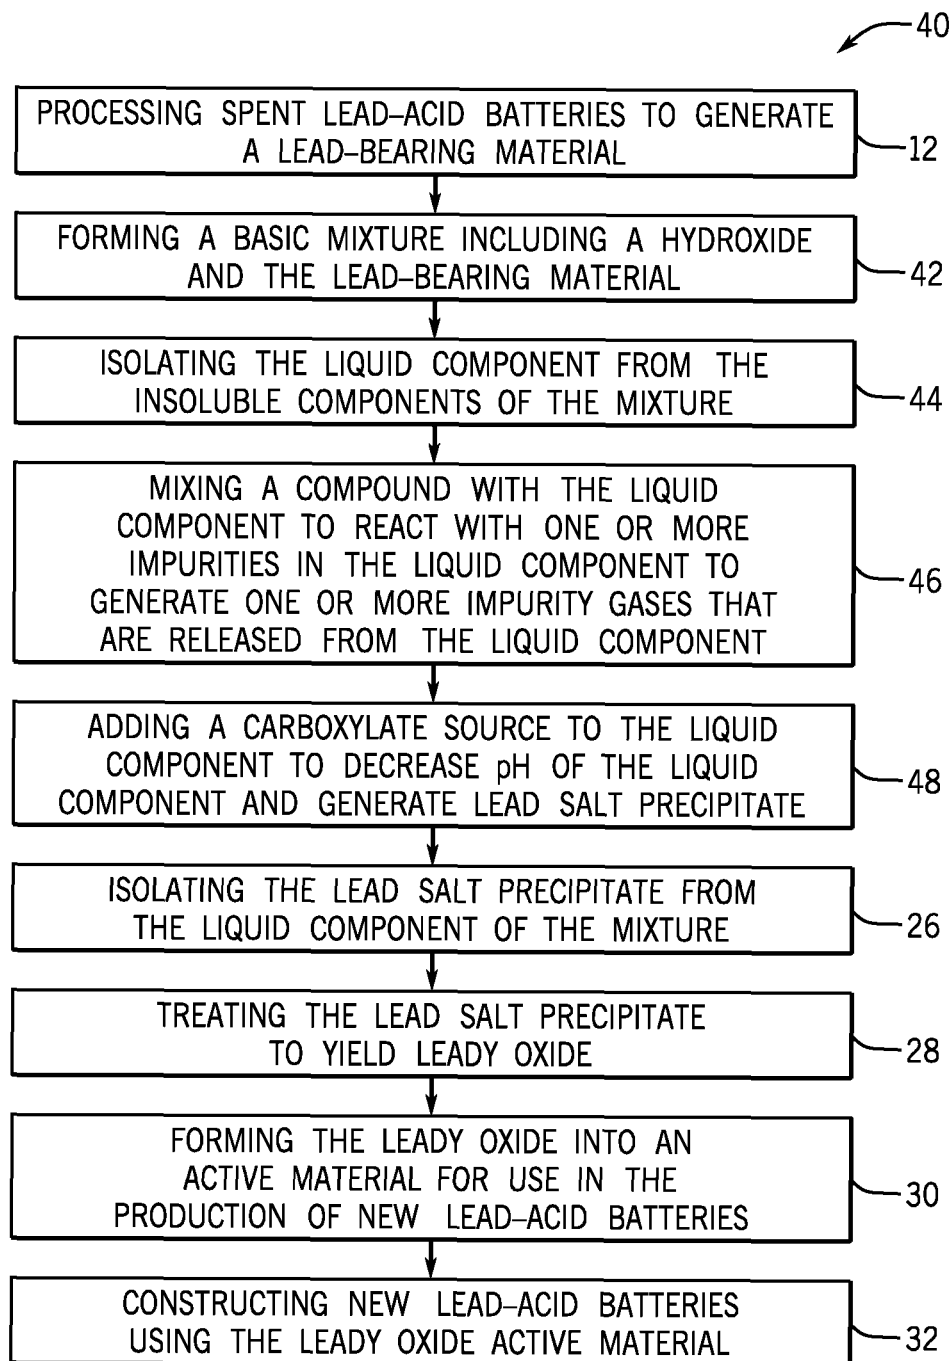 40
PROCESSING SPENT LEAD–ACID BATTERIES TO GENERATE
A LEAD–BEARING MATERIAL
12
FORMING A BASIC MIXTURE INCLUDING A HYDROXIDE
AND THE LEAD–BEARING MATERIAL
42
ISOLATING THE LIQUID COMPONENT FROM THE
INSOLUBLE COMPONENTS OF THE MIXTURE
44
MIXING A COMPOUND WITH THE LIQUID
COMPONENT TO REACT WITH ONE OR MORE
IMPURITIES IN THE LIQUID COMPONENT TO
GENERATE ONE OR MORE IMPURITY GASES THAT
ARE RELEASED FROM THE LIQUID COMPONENT
46
ADDING A CARBOXYLATE SOURCE TO THE LIQUID
COMPONENT TO DECREASE pH OF THE LIQUID
COMPONENT AND GENERATE LEAD SALT PRECIPITATE
48
ISOLATING THE LEAD SALT PRECIPITATE FROM
THE LIQUID COMPONENT OF THE MIXTURE
26
TREATING THE LEAD SALT PRECIPITATE
TO YIELD LEADY OXIDE
28
FORMING THE LEADY OXIDE INTO AN
ACTIVE MATERIAL FOR USE IN THE
PRODUCTION OF NEW LEAD–ACID BATTERIES
30
CONSTRUCTING NEW LEAD–ACID BATTERIES
USING THE LEADY OXIDE ACTIVE MATERIAL
32